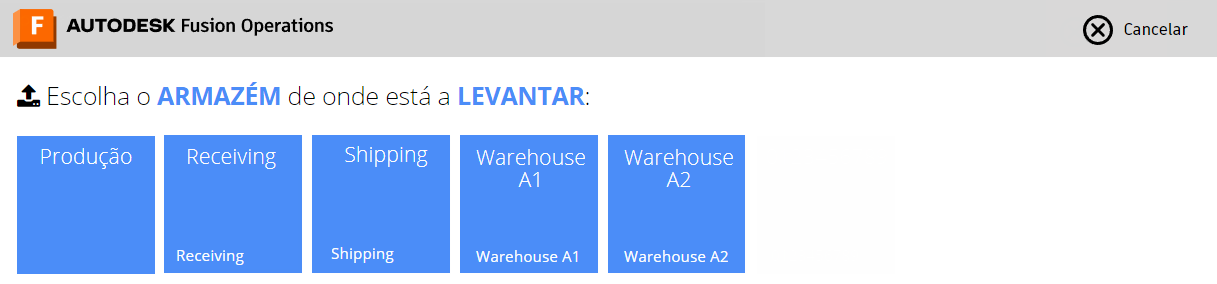 F AUTODESK Fusion Operations
Cancelar
Escolha o ARMAZÉM de onde está a LEVANTAR:
Produção
Receiving
Receiving
Shipping
Shipping
Warehouse
A1
Warehouse A1
Warehouse
A2
Warehouse A2